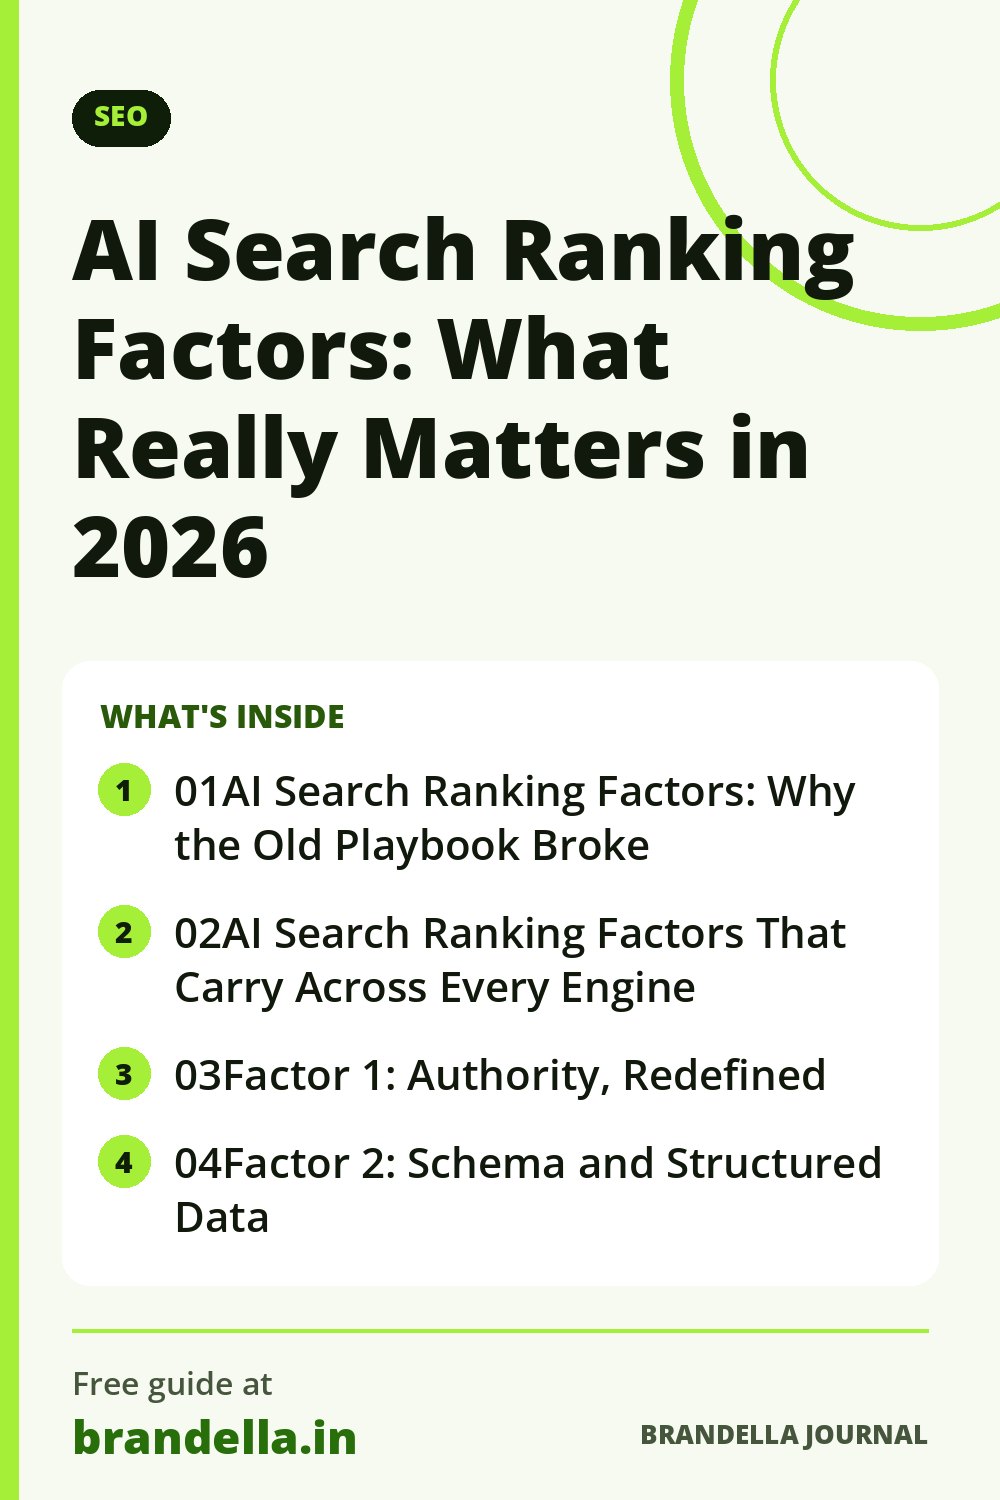 SEO
AI Search Ranking
Factors: What
Really Matters in
2026
WHAT'S INSIDE
1 01AI Search Ranking Factors: Why
the Old Playbook Broke
2 02AI Search Ranking Factors That
Carry Across Every Engine
3 03Factor 1: Authority, Redefined
4 04Factor 2: Schema and Structured
Data
Free guide at
brandella.in
BRANDELLA JOURNAL